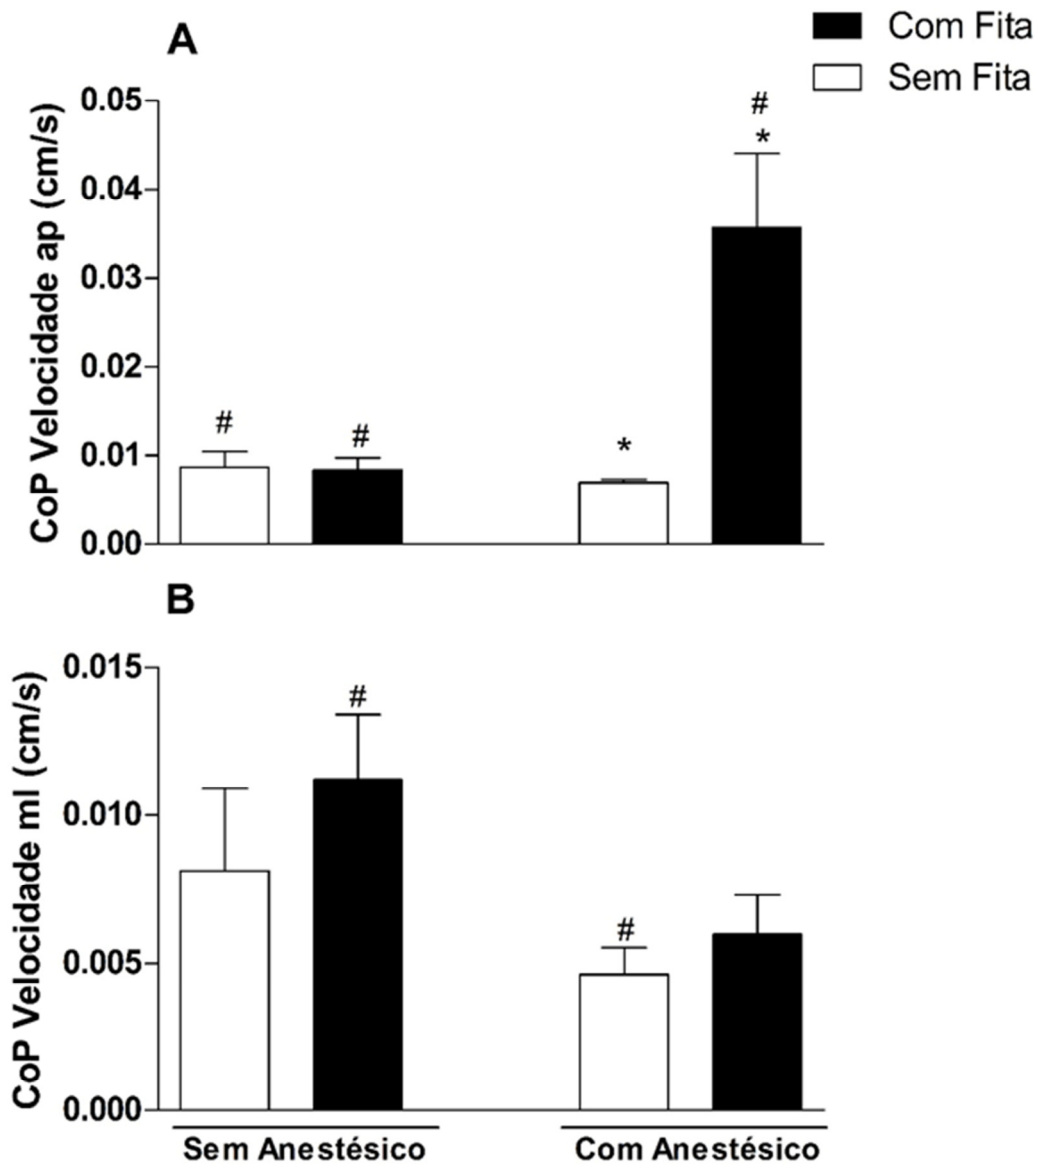 A
Com Fita
Sem Fita
CoP Velocidade ap (cm/s)
0.05
0.04
0.03
0.02
0.01
0.00
#
#
*
#
*
B
CoP Velocidade ml (cm/s)
0.015
0.010
0.005
0.000
#
#
Sem Anestésico
Com Anestésico